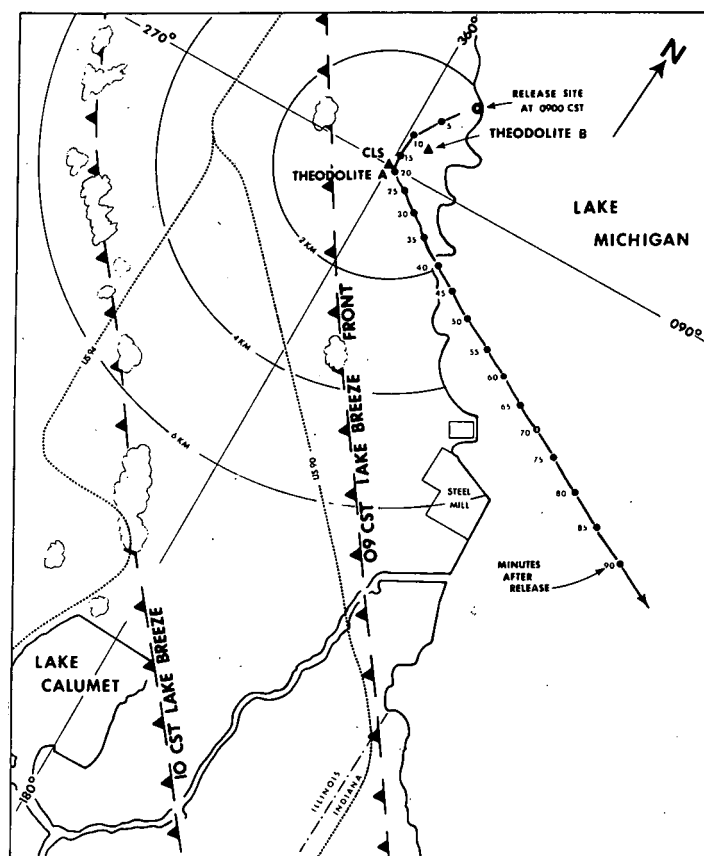 270°
360°
N
RELEASE SITE
AT 0900 CST
5
10
THEODOLITE B
CLS
15
THEODOLITE A
20
25
30
35
LAKE
MICHIGAN
2 KM
40
45
50
090°
US 94
4 KM
55
60
65
70
75
80
85
90
6 KM
US 90
09 CST LAKE BREEZE FRONT
STEEL
MILL
MINUTES
AFTER
RELEASE
LAKE
CALUMET
10 CST LAKE BREEZE
180°
ILLINOIS
INDIANA